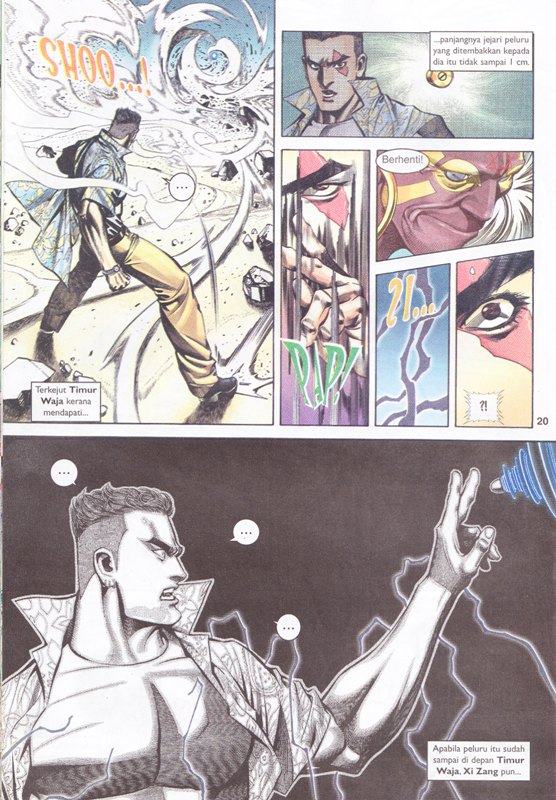 SHOO...!
...
Terkejut Timur
Waja kerana
mendapati...
...panjangnya jejari peluru
yang ditembakkan kepada
dia itu tidak sampai 1 cm.
PAP!
Berhenti!
?!...
?!
20
...
...
...
Apabila peluru itu sudah
sampai di depan Timur
Waja, Xi Zang pun...